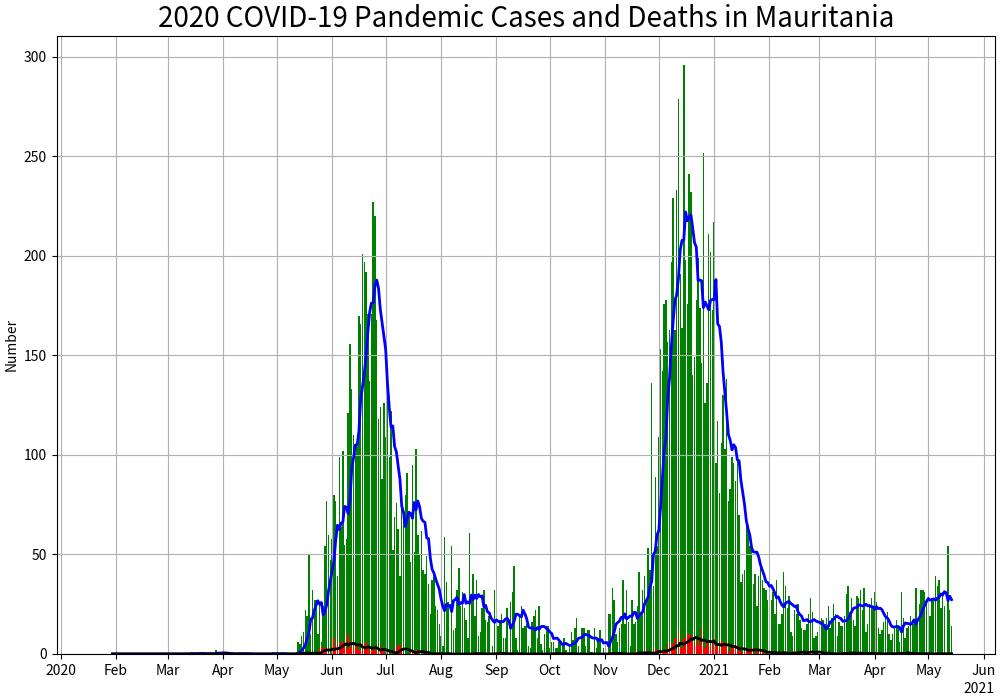 2020 COVID-19 Pandemic Cases and Deaths in Mauritania
Number
300
250
200
150
100
50
0
2020 Feb Mar Apr May Jun Jul Aug Sep Oct Nov Dec 2021 Feb Mar Apr May Jun
2021